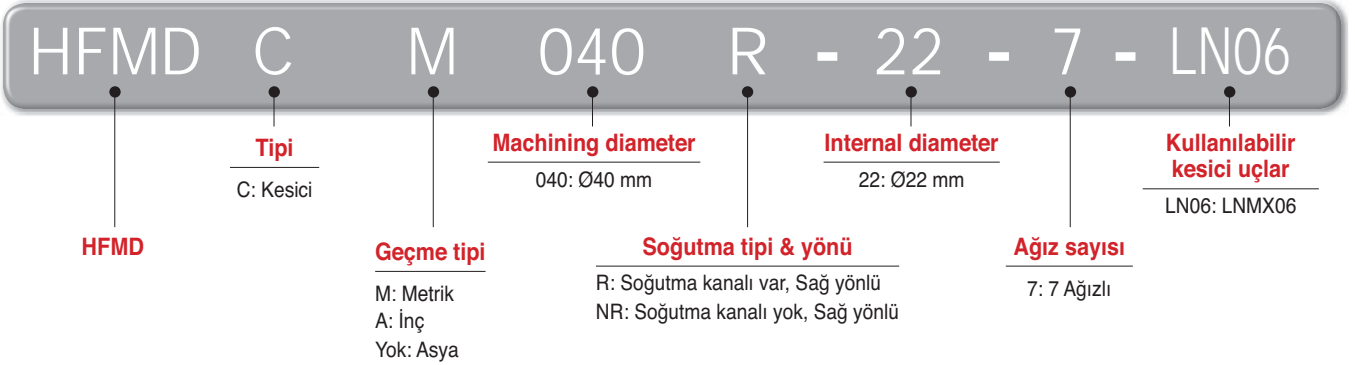 HFMD C M 040 R - 22 - 7 - LN06
Tipi
C: Kesici
Machining diameter
040: Ø40 mm
Internal diameter
22: Ø22 mm
Kullanılabilir
kesici uçlar
LN06: LNMX06
HFMD
Geçme tipi
M: Metrik
A: İnç
Yok: Asya
Soğutma tipi & yönü
R: Soğutma kanalı var, Sağ yönlü
NR: Soğutma kanalı yok, Sağ yönlü
Ağız sayısı
7: 7 Ağızlı